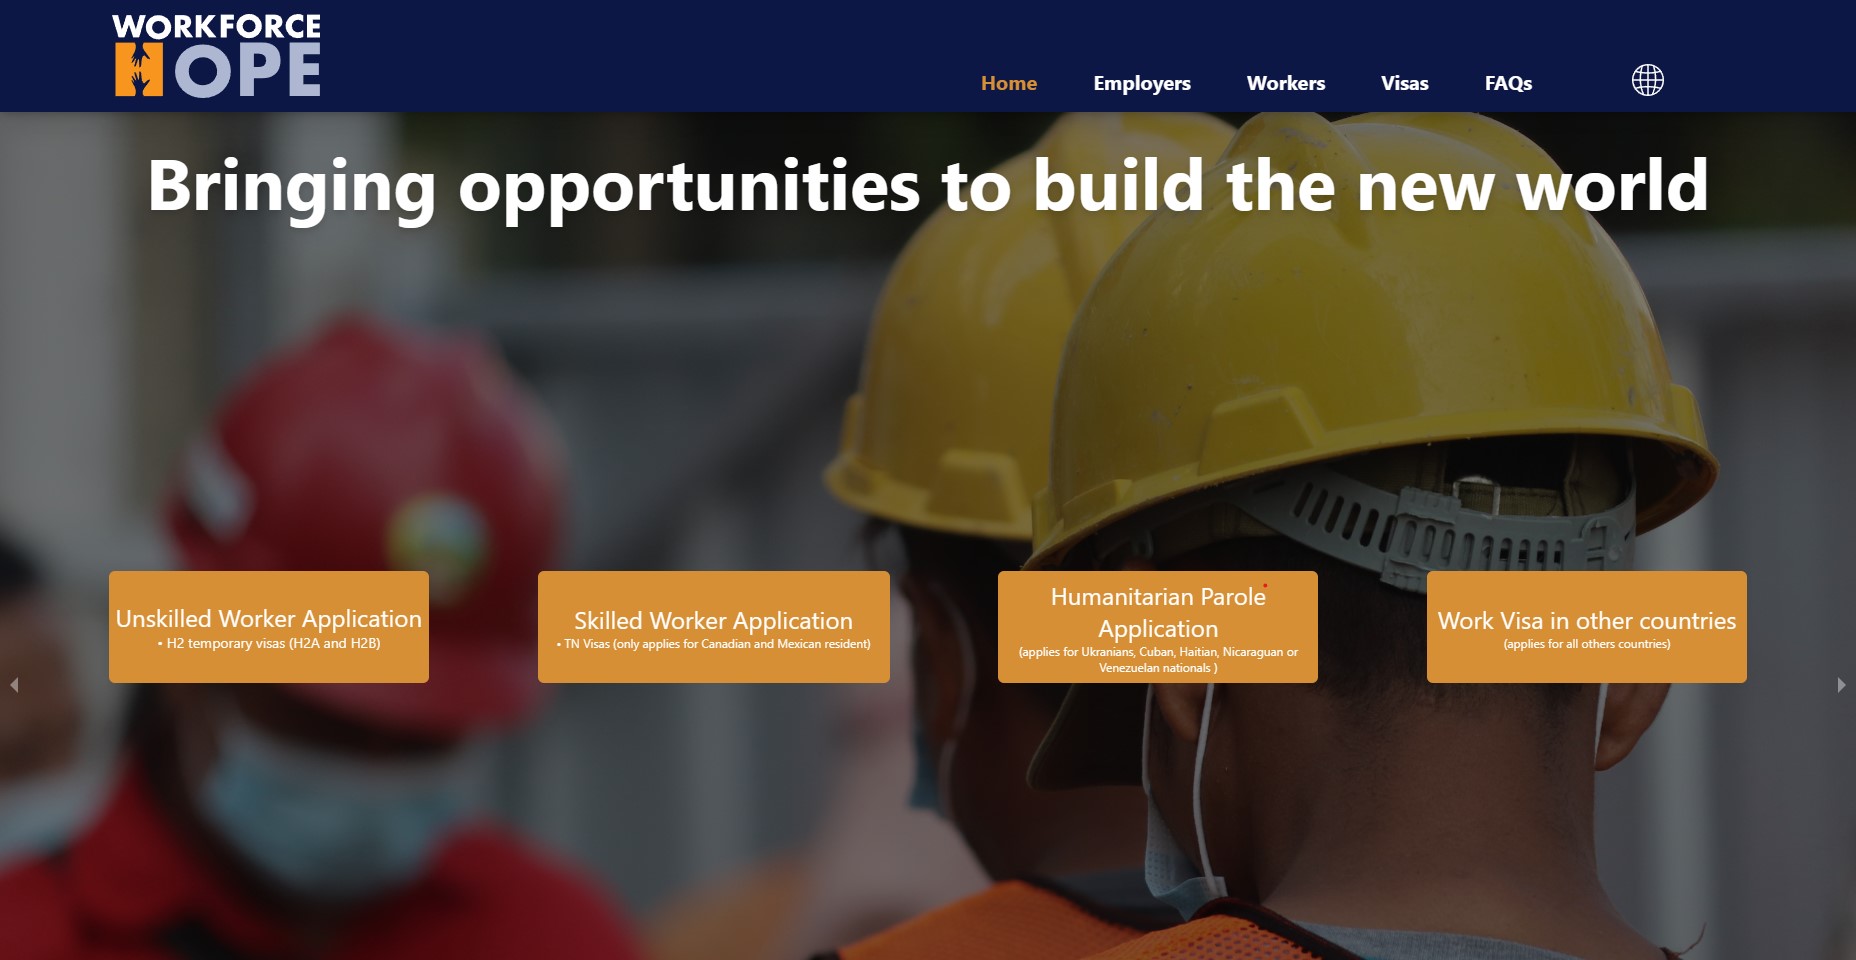 WORKFORCE
HOPE
Home Employers Workers Visas FAQs
Bringing opportunities to build the new world
Unskilled Worker Application
• H2 temporary visas (H2A and H2B)
Skilled Worker Application
• TN Visas (only applies for Canadian and Mexican resident)
Humanitarian Parole
Application
(applies for Ukranians, Cuban, Haitian, Nicaraguan or
Venezuelan nationals )
Work Visa in other countries
(applies for all others countries)